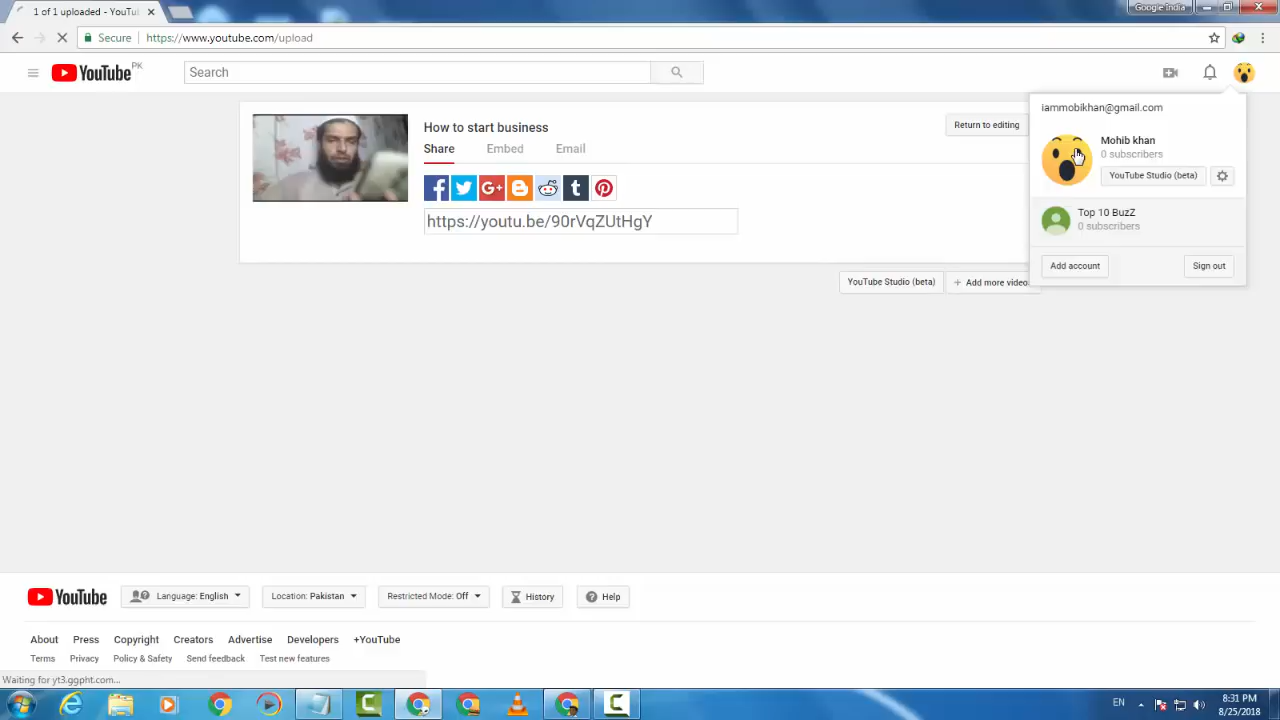 1 of 1 uploaded - YouTu
Google India
Secure
https://www.youtube.com/upload
YouTube PK
Search
iammobikhan@gmail.com
Mohib khan
0 subscribers
YouTube Studio (beta)
Top 10 BuzZ
0 subscribers
Add account
Sign out
How to start business
Return to editing
Share
Embed
Email
https://youtu.be/90rVqZUtHgY
YouTube Studio (beta)
+ Add more video
YouTube
Language: English
Location: Pakistan
Restricted Mode: Off
History
Help
About
Press
Copyright
Creators
Advertise
Developers
+YouTube
Terms
Privacy
Policy & Safety
Send feedback
Test new features
Waiting for yt3.ggpht.com...
EN
8:31 PM
8/25/2018